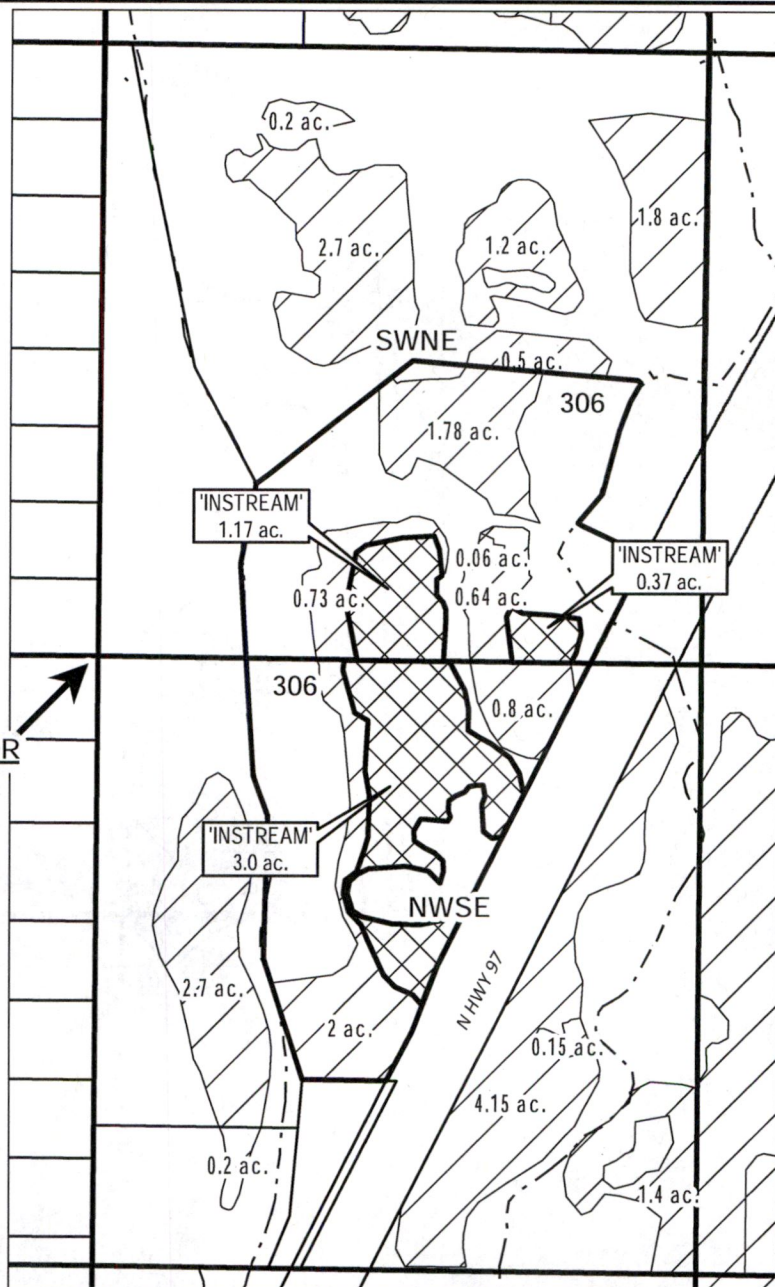 0.2 ac.
2.7 ac.
1.2 ac.
1.8 ac.
SWNE
0.5 ac.
306
1.78 ac.
'INSTREAM'
1.17 ac.
0.06 ac.
'INSTREAM'
0.37 ac.
0.73 ac.
0.64 ac.
306
0.8 ac.
R
'INSTREAM'
3.0 ac.
NWSE
N HWY 97
2.7 ac.
2 ac.
0.15 ac.
4.15 ac.
0.2 ac.
1.4 ac.